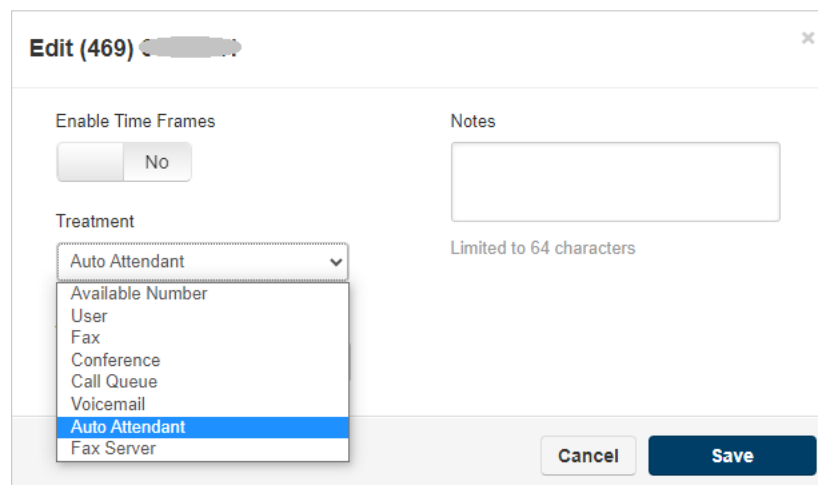 Edit (469)
×
Enable Time Frames
No
Treatment
Auto Attendant
Available Number
User
Fax
Conference
Call Queue
Voicemail
Auto Attendant
Fax Server
Notes
Limited to 64 characters
Cancel
Save